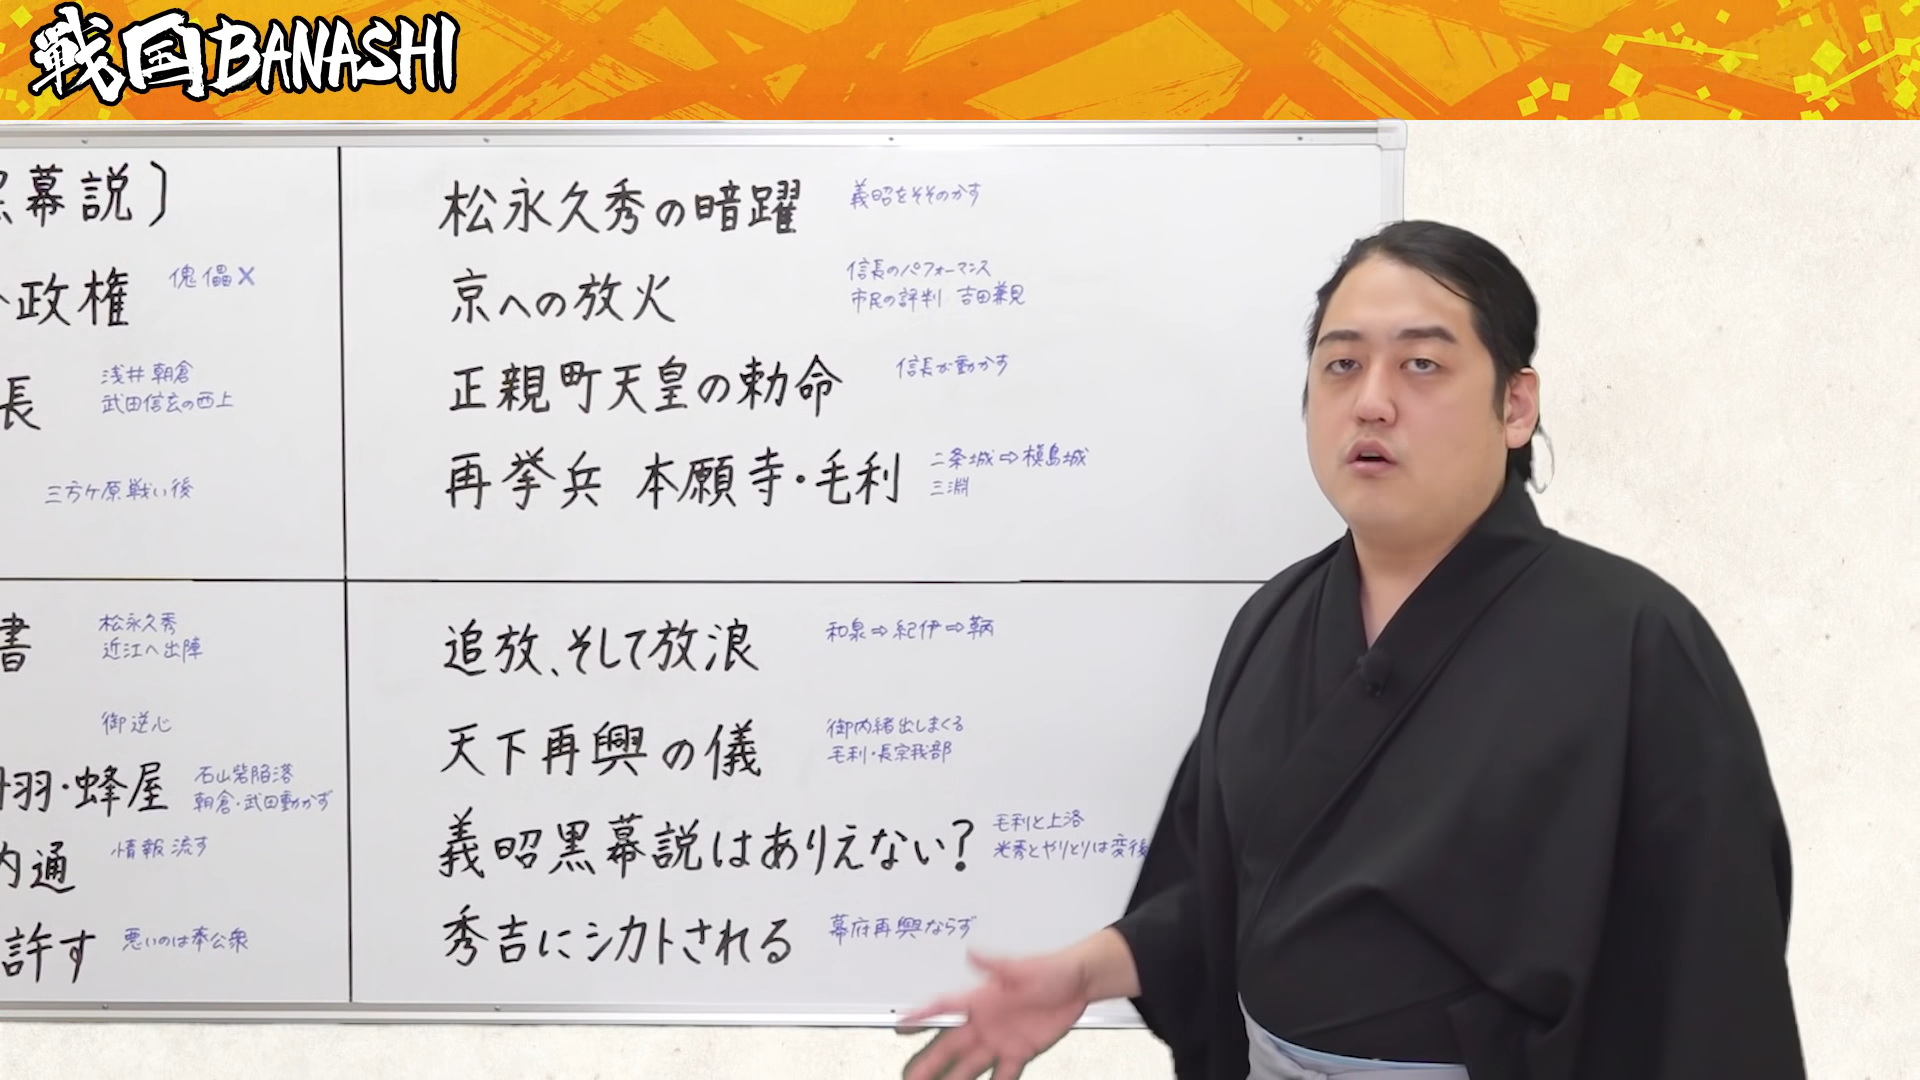 戦国BANASHI
幕説〕
政権 傀儡×
長 浅井朝倉
武田信玄の西上
三方ケ原戦い後
松永久秀の暗躍 義昭をそそのかす
京への放火 信長のパフォーマンス
市民の評判 吉田兼見
正親町天皇の勅命 信長が動かす
再挙兵 本願寺・毛利 二条城⇨槇島城
三淵
書 松永久秀
近江へ出陣
御逆心
羽・蜂屋 石山砦陥落
朝倉・武田動かず
内通 情報流す
許す 悪いのは奉公衆
追放、そして放浪 和泉⇨紀伊⇨鞆
天下再興の儀 御内緒出しまくる
毛利・長宗我部
義昭黒幕説はありえない? 毛利と上洛
光秀とやりとりは変後
秀吉にシカトされる 幕府再興ならず